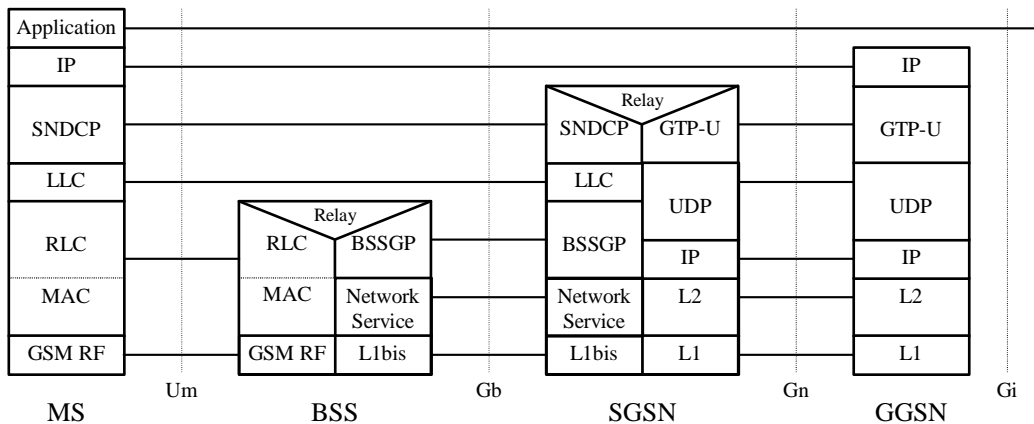 Application
IP
IP
Relay
SNDCP
SNDCP
GTP-U
GTP-U
LLC
LLC
Relay
UDP
UDP
RLC
RLC
BSSGP
BSSGP
IP
IP
MAC
MAC
Network
Service
Network
Service
L2
L2
GSM RF
GSM RF
L1bis
L1bis
L1
L1
Um
Gb
Gn
Gi
MS
BSS
SGSN
GGSN